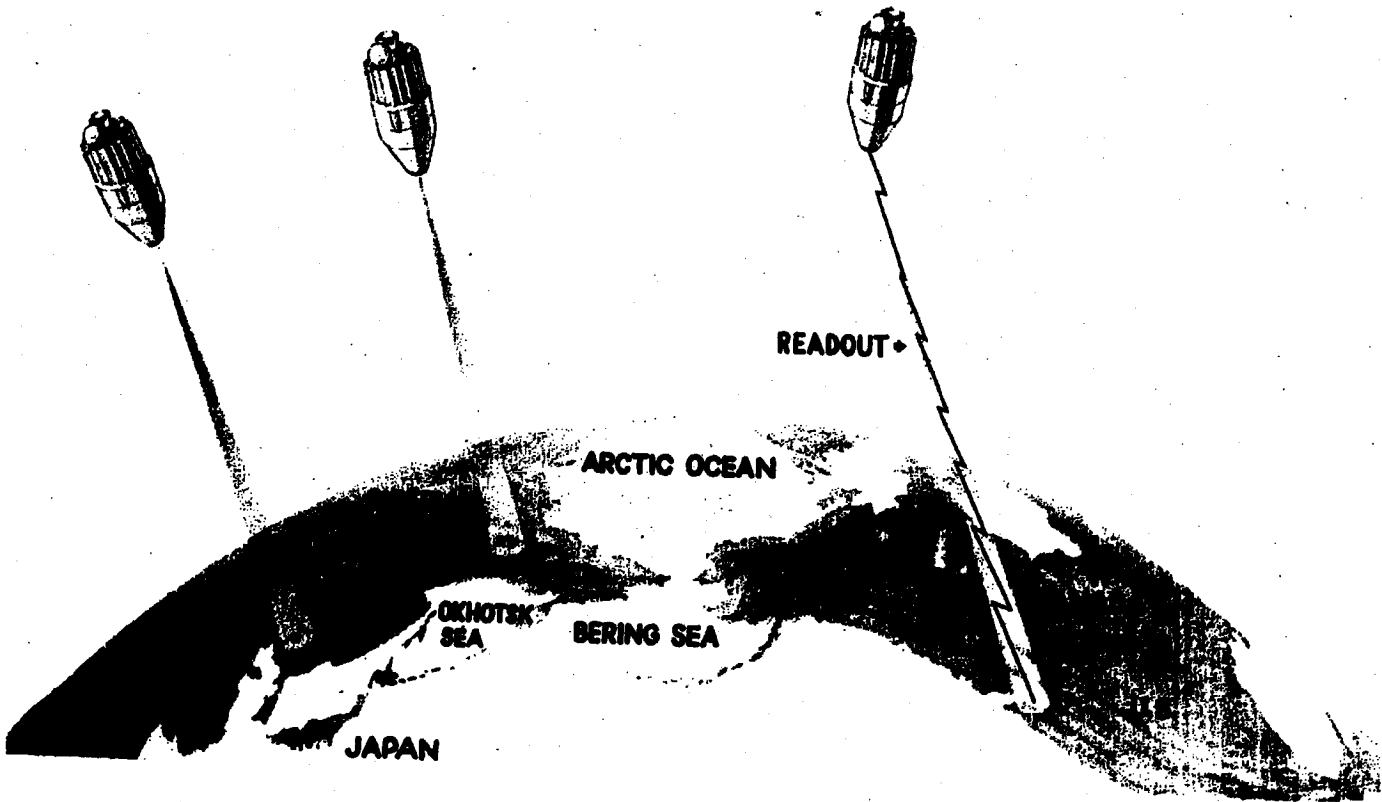 READOUT
ARCTIC OCEAN
OKHOTSK
SEA
BERING SEA
JAPAN